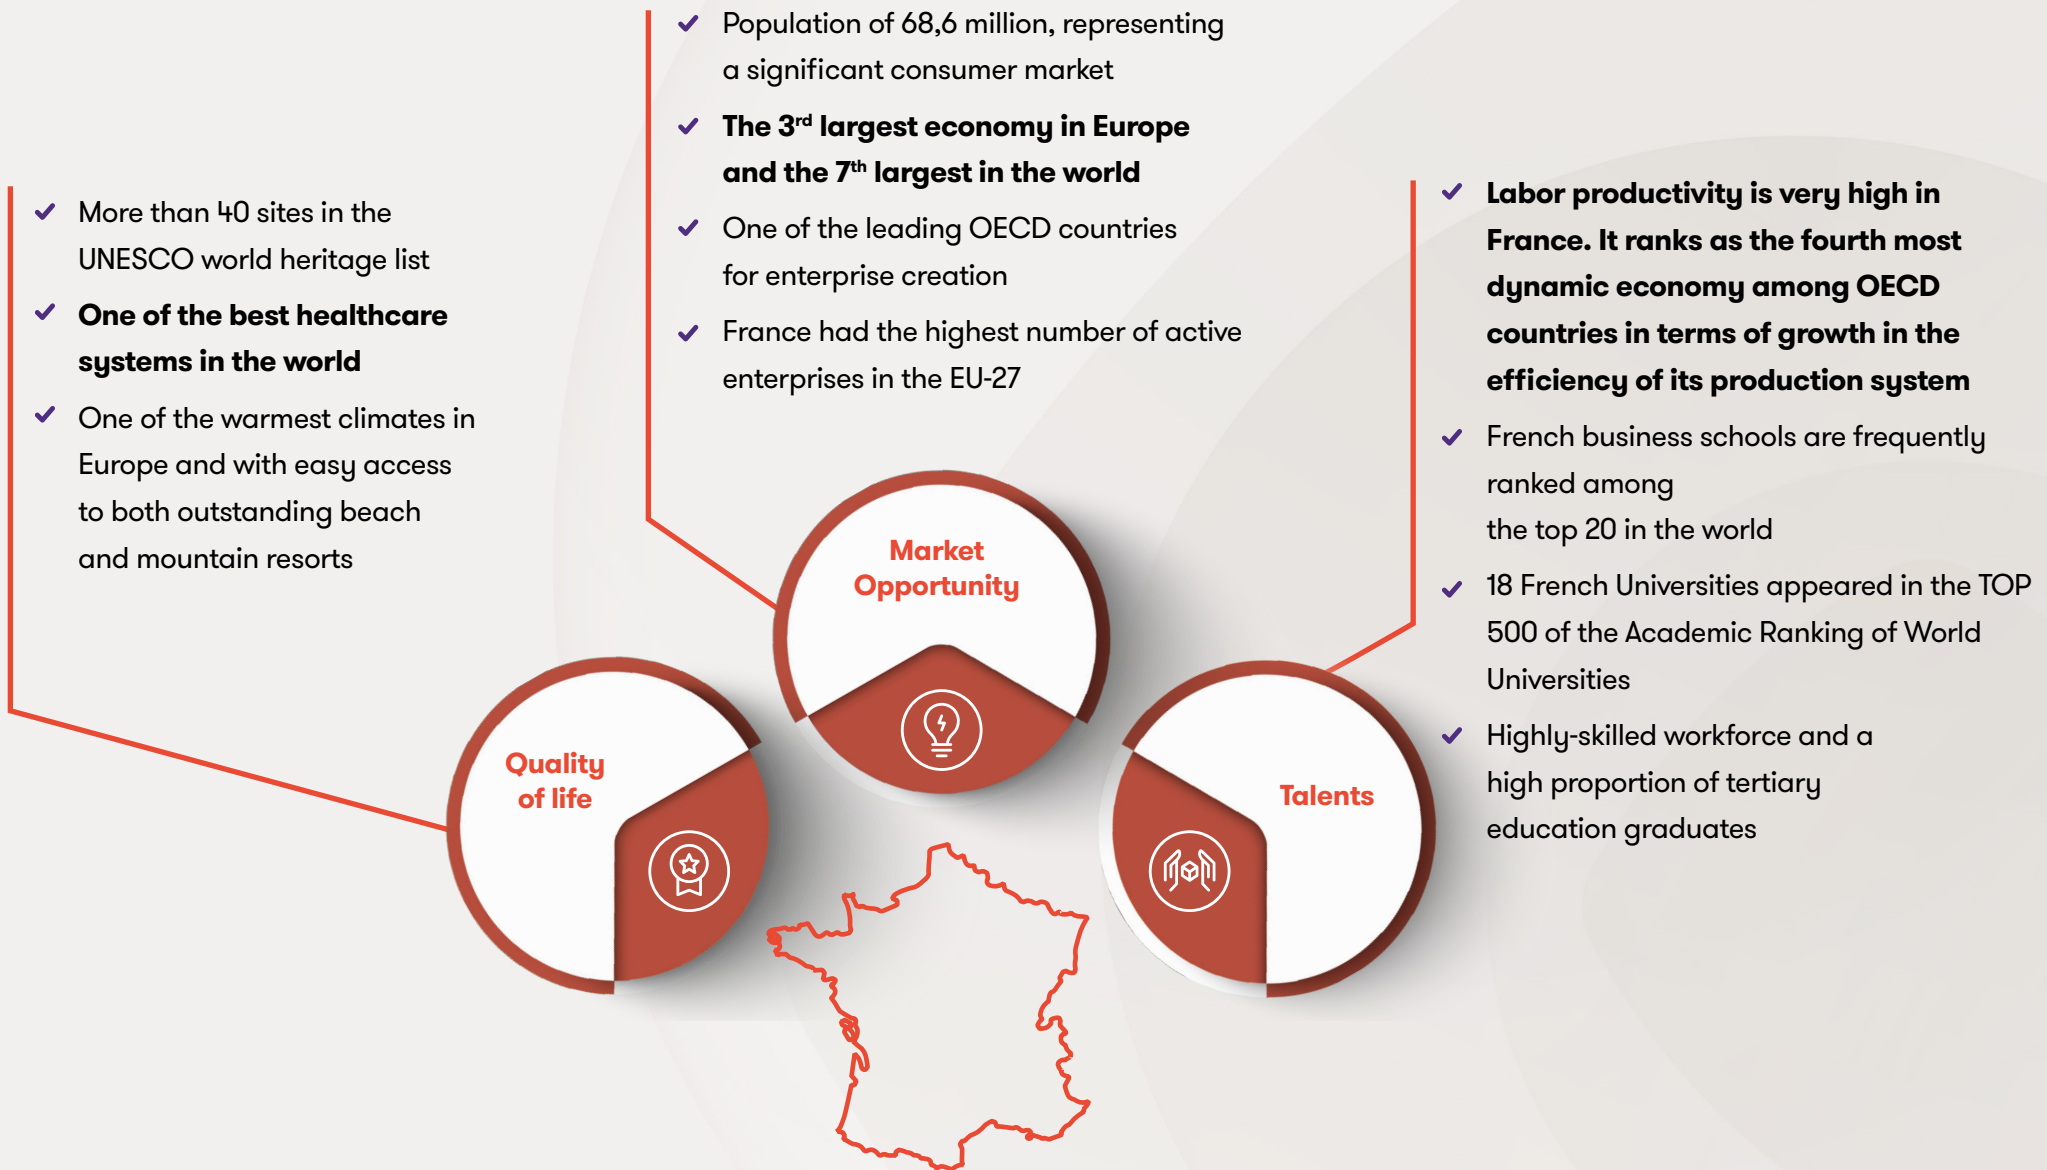 More than 40 sites in the
UNESCO world heritage list
One of the best healthcare
systems in the world
One of the warmest climates in
Europe and with easy access
to both outstanding beach
and mountain resorts
Quality
of life
Population of 68,6 million, representing
a significant consumer market
The 3rd largest economy in Europe
and the 7th largest in the world
One of the leading OECD countries
for enterprise creation
France had the highest number of active
enterprises in the EU-27
Market
Opportunity
Labor productivity is very high in
France. It ranks as the fourth most
dynamic economy among OECD
countries in terms of growth in the
efficiency of its production system
French business schools are frequently
ranked among
the top 20 in the world
18 French Universities appeared in the TOP
500 of the Academic Ranking of World
Universities
Highly-skilled workforce and a
high proportion of tertiary
education graduates
Talents